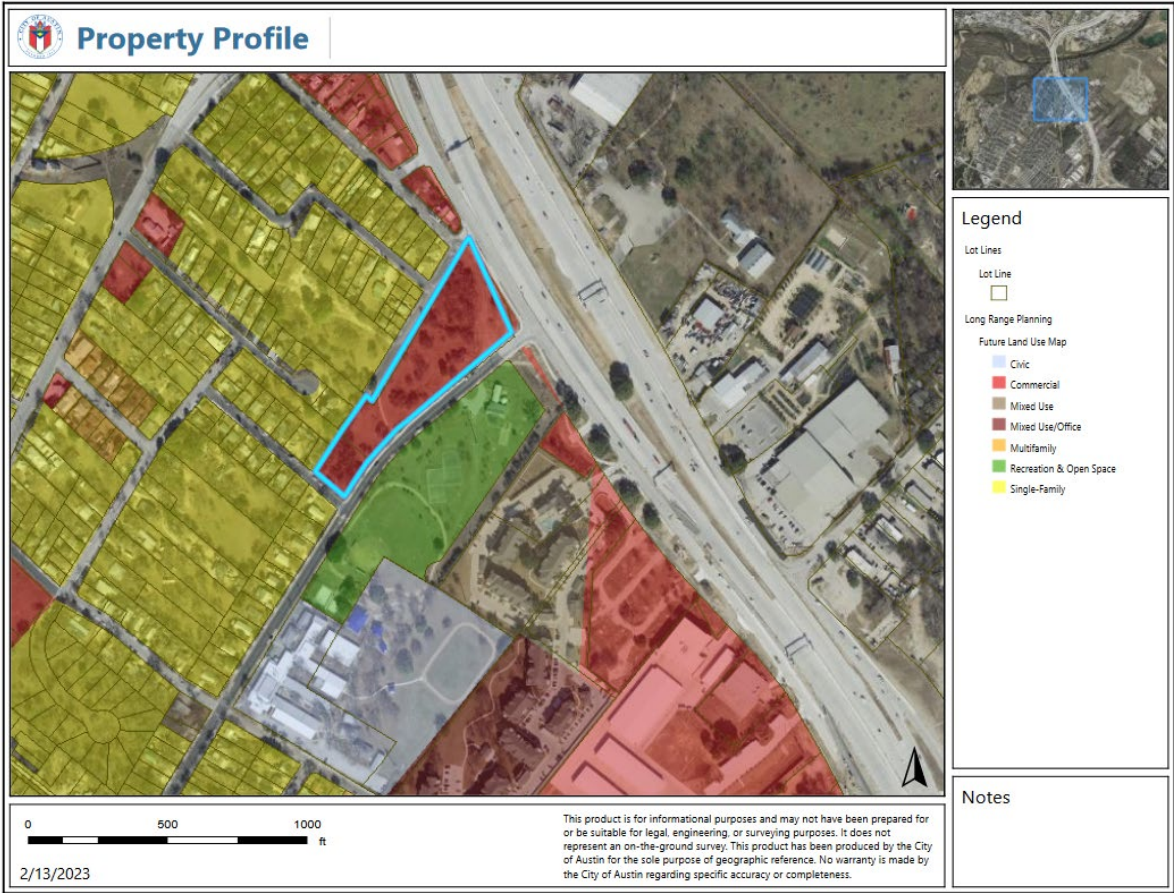 CITY OF AUSTIN
Property Profile
Legend
Lot Lines
Lot Line
Long Range Planning
Future Land Use Map
Civic
Commercial
Mixed Use
Mixed Use/Office
Multifamily
Recreation & Open Space
Single-Family
Notes
0 500 1000
ft
2/13/2023
This product is for informational purposes and may not have been prepared for
or be suitable for legal, engineering, or surveying purposes. It does not
represent an on-the-ground survey. This product has been produced by the City
of Austin for the sole purpose of geographic reference. No warranty is made by
the City of Austin regarding specific accuracy or completeness.